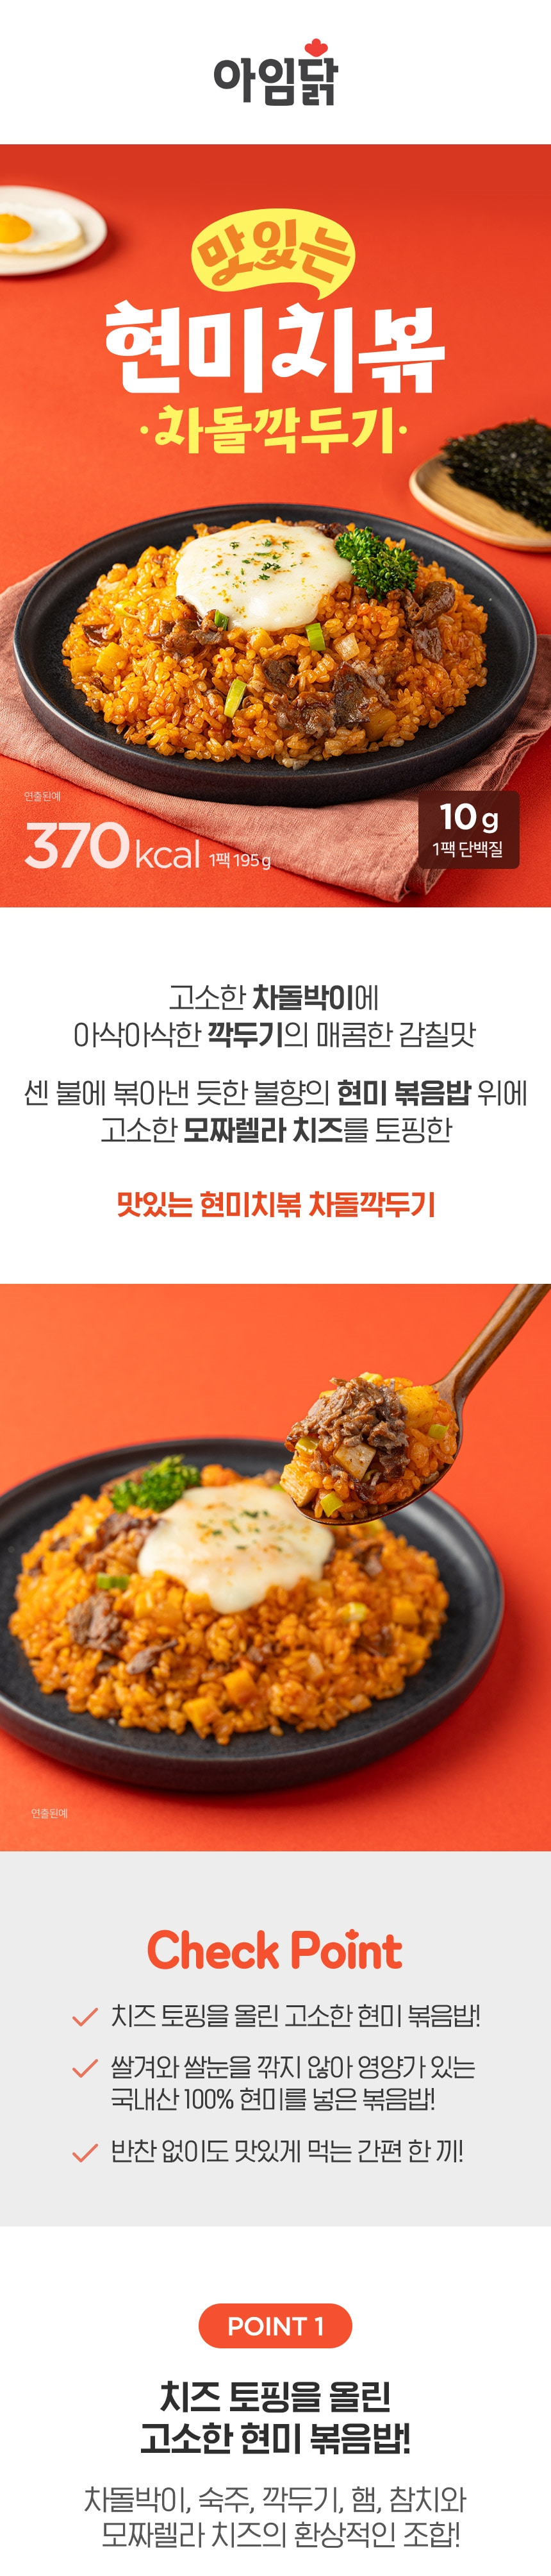 아임닭
맛있는
현미치볶
·차돌깍두기·
연출된예
370 kcal 1팩 195g
10g
1팩 단백질
고소한 차돌박이에
아삭아삭한 깍두기의 매콤한 감칠맛
센 불에 볶아낸 듯한 불향의 현미 볶음밥 위에
고소한 모짜렐라 치즈를 토핑한
맛있는 현미치볶 차돌깍두기
연출된예
Check Point
치즈 토핑을 올린 고소한 현미 볶음밥!
쌀겨와 쌀눈을 깎지 않아 영양가 있는
국내산 100% 현미를 넣은 볶음밥!
반찬 없이도 맛있게 먹는 간편 한 끼!
POINT 1
치즈 토핑을 올린
고소한 현미 볶음밥!
차돌박이, 숙주, 깍두기, 햄, 참치와
모짜렐라 치즈의 환상적인 조합!